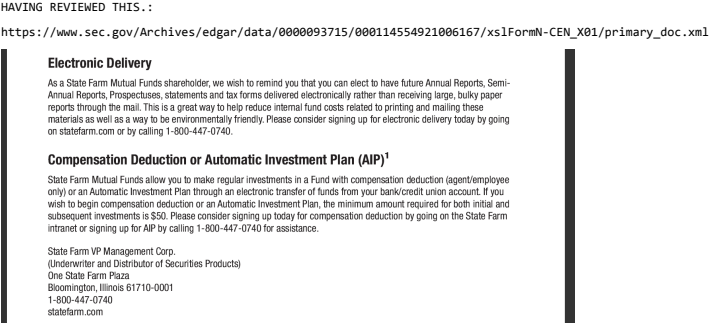 HAVING REVIEWED THIS.:
https://www.sec.gov/Archives/edgar/data/0000093715/000114554921006167/xslFormN-CEN_X01/primary_doc.xml
Electronic Delivery
As a State Farm Mutual Funds shareholder, we wish to remind you that you can elect to have future Annual Reports, Semi-
Annual Reports, Prospectuses, statements and tax forms delivered electronically rather than receiving large, bulky paper
reports through the mail. This is a great way to help reduce internal fund costs related to printing and mailing these
materials as well as a way to be environmentally friendly. Please consider signing up for electronic delivery today by going
on statefarm.com or by calling 1-800-447-0740.
Compensation Deduction or Automatic Investment Plan (AIP)¹
State Farm Mutual Funds allow you to make regular investments in a Fund with compensation deduction (agent/employee
only) or an Automatic Investment Plan through an electronic transfer of funds from your bank/credit union account. If you
wish to begin compensation deduction or an Automatic Investment Plan, the minimum amount required for both initial and
subsequent investments is $50. Please consider signing up today for compensation deduction by going on the State Farm
intranet or signing up for AIP by calling 1-800-447-0740 for assistance.
State Farm VP Management Corp.
(Underwriter and Distributor of Securities Products)
One State Farm Plaza
Bloomington, Illinois 61710-0001
1-800-447-0740
statefarm.com